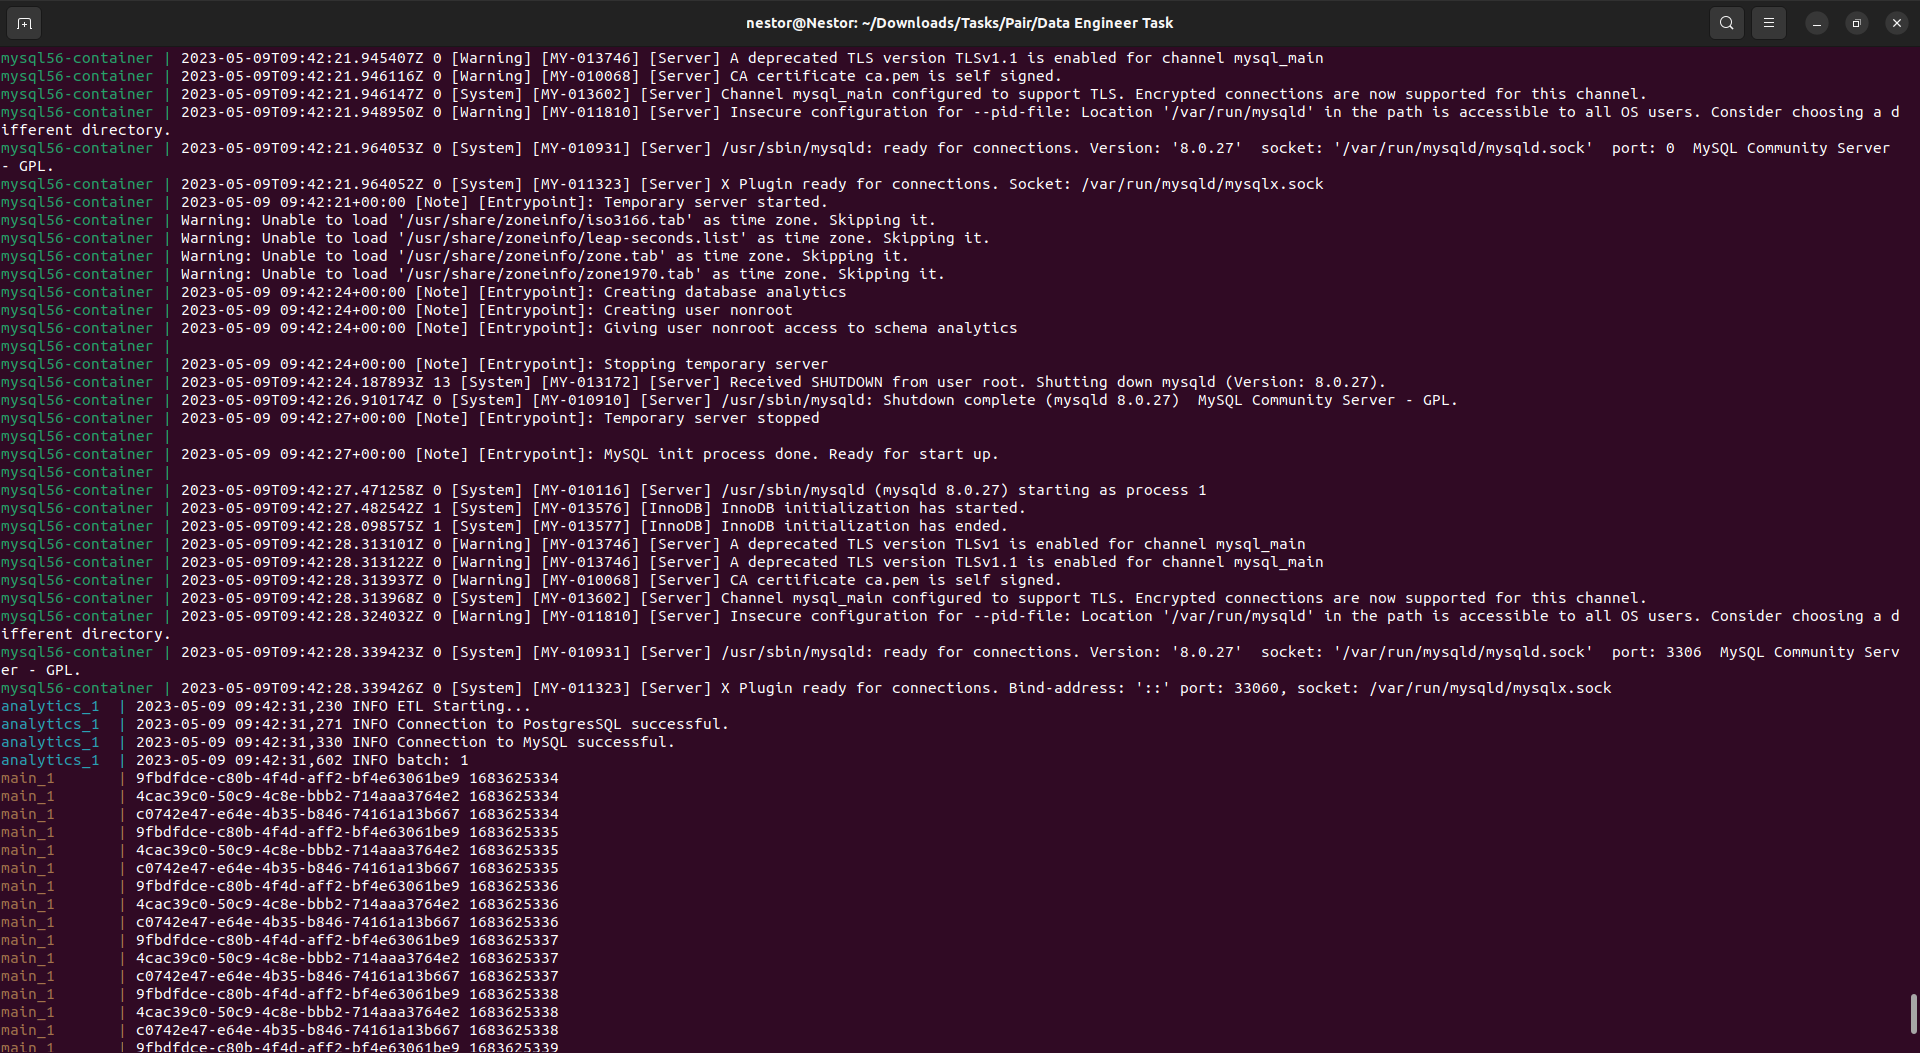 nestor@Nestor: ~/Downloads/Tasks/Pair/Data Engineer Task
mysql56-container | 2023-05-09T09:42:21.945407Z 0 [Warning] [MY-013746] [Server] A deprecated TLS version TLSv1.1 is enabled for channel mysql_main
mysql56-container | 2023-05-09T09:42:21.946116Z 0 [Warning] [MY-010068] [Server] CA certificate ca.pem is self signed.
mysql56-container | 2023-05-09T09:42:21.946147Z 0 [System] [MY-013602] [Server] Channel mysql_main configured to support TLS. Encrypted connections are now supported for this channel.
mysql56-container | 2023-05-09T09:42:21.948950Z 0 [Warning] [MY-011810] [Server] Insecure configuration for --pid-file: Location '/var/run/mysqld' in the path is accessible to all OS users. Consider choosing a d
ifferent directory.
mysql56-container | 2023-05-09T09:42:21.964053Z 0 [System] [MY-010931] [Server] /usr/sbin/mysqld: ready for connections. Version: '8.0.27'  socket: '/var/run/mysqld/mysqld.sock'  port: 0  MySQL Community Server
- GPL.
mysql56-container | 2023-05-09T09:42:21.964052Z 0 [System] [MY-011323] [Server] X Plugin ready for connections. Socket: /var/run/mysqld/mysqlx.sock
mysql56-container | 2023-05-09 09:42:21+00:00 [Note] [Entrypoint]: Temporary server started.
mysql56-container | Warning: Unable to load '/usr/share/zoneinfo/iso3166.tab' as time zone. Skipping it.
mysql56-container | Warning: Unable to load '/usr/share/zoneinfo/leap-seconds.list' as time zone. Skipping it.
mysql56-container | Warning: Unable to load '/usr/share/zoneinfo/zone.tab' as time zone. Skipping it.
mysql56-container | Warning: Unable to load '/usr/share/zoneinfo/zone1970.tab' as time zone. Skipping it.
mysql56-container | 2023-05-09 09:42:24+00:00 [Note] [Entrypoint]: Creating database analytics
mysql56-container | 2023-05-09 09:42:24+00:00 [Note] [Entrypoint]: Creating user nonroot
mysql56-container | 2023-05-09 09:42:24+00:00 [Note] [Entrypoint]: Giving user nonroot access to schema analytics
mysql56-container |
mysql56-container | 2023-05-09 09:42:24+00:00 [Note] [Entrypoint]: Stopping temporary server
mysql56-container | 2023-05-09T09:42:24.187893Z 13 [System] [MY-013172] [Server] Received SHUTDOWN from user root. Shutting down mysqld (Version: 8.0.27).
mysql56-container | 2023-05-09T09:42:26.910174Z 0 [System] [MY-010910] [Server] /usr/sbin/mysqld: Shutdown complete (mysqld 8.0.27)  MySQL Community Server - GPL.
mysql56-container | 2023-05-09 09:42:27+00:00 [Note] [Entrypoint]: Temporary server stopped
mysql56-container |
mysql56-container | 2023-05-09 09:42:27+00:00 [Note] [Entrypoint]: MySQL init process done. Ready for start up.
mysql56-container |
mysql56-container | 2023-05-09T09:42:27.471258Z 0 [System] [MY-010116] [Server] /usr/sbin/mysqld (mysqld 8.0.27) starting as process 1
mysql56-container | 2023-05-09T09:42:27.482542Z 1 [System] [MY-013576] [InnoDB] InnoDB initialization has started.
mysql56-container | 2023-05-09T09:42:28.098575Z 1 [System] [MY-013577] [InnoDB] InnoDB initialization has ended.
mysql56-container | 2023-05-09T09:42:28.313101Z 0 [Warning] [MY-013746] [Server] A deprecated TLS version TLSv1 is enabled for channel mysql_main
mysql56-container | 2023-05-09T09:42:28.313122Z 0 [Warning] [MY-013746] [Server] A deprecated TLS version TLSv1.1 is enabled for channel mysql_main
mysql56-container | 2023-05-09T09:42:28.313937Z 0 [Warning] [MY-010068] [Server] CA certificate ca.pem is self signed.
mysql56-container | 2023-05-09T09:42:28.313968Z 0 [System] [MY-013602] [Server] Channel mysql_main configured to support TLS. Encrypted connections are now supported for this channel.
mysql56-container | 2023-05-09T09:42:28.324032Z 0 [Warning] [MY-011810] [Server] Insecure configuration for --pid-file: Location '/var/run/mysqld' in the path is accessible to all OS users. Consider choosing a d
ifferent directory.
mysql56-container | 2023-05-09T09:42:28.339423Z 0 [System] [MY-010931] [Server] /usr/sbin/mysqld: ready for connections. Version: '8.0.27'  socket: '/var/run/mysqld/mysqld.sock'  port: 3306  MySQL Community Serv
er - GPL.
mysql56-container | 2023-05-09T09:42:28.339426Z 0 [System] [MY-011323] [Server] X Plugin ready for connections. Bind-address: '::' port: 33060, socket: /var/run/mysqld/mysqlx.sock
analytics_1  | 2023-05-09 09:42:31,230 INFO ETL Starting...
analytics_1  | 2023-05-09 09:42:31,271 INFO Connection to PostgresSQL successful.
analytics_1  | 2023-05-09 09:42:31,330 INFO Connection to MySQL successful.
analytics_1  | 2023-05-09 09:42:31,602 INFO batch: 1
main_1       | 9fbdfdce-c80b-4f4d-aff2-bf4e63061be9 1683625334
main_1       | 4cac39c0-50c9-4c8e-bbb2-714aaa3764e2 1683625334
main_1       | c0742e47-e64e-4b35-b846-74161a13b667 1683625334
main_1       | 9fbdfdce-c80b-4f4d-aff2-bf4e63061be9 1683625335
main_1       | 4cac39c0-50c9-4c8e-bbb2-714aaa3764e2 1683625335
main_1       | c0742e47-e64e-4b35-b846-74161a13b667 1683625335
main_1       | 9fbdfdce-c80b-4f4d-aff2-bf4e63061be9 1683625336
main_1       | 4cac39c0-50c9-4c8e-bbb2-714aaa3764e2 1683625336
main_1       | c0742e47-e64e-4b35-b846-74161a13b667 1683625336
main_1       | 9fbdfdce-c80b-4f4d-aff2-bf4e63061be9 1683625337
main_1       | 4cac39c0-50c9-4c8e-bbb2-714aaa3764e2 1683625337
main_1       | c0742e47-e64e-4b35-b846-74161a13b667 1683625337
main_1       | 9fbdfdce-c80b-4f4d-aff2-bf4e63061be9 1683625338
main_1       | 4cac39c0-50c9-4c8e-bbb2-714aaa3764e2 1683625338
main_1       | c0742e47-e64e-4b35-b846-74161a13b667 1683625338
main_1       | 9fbdfdce-c80b-4f4d-aff2-bf4e63061be9 1683625339